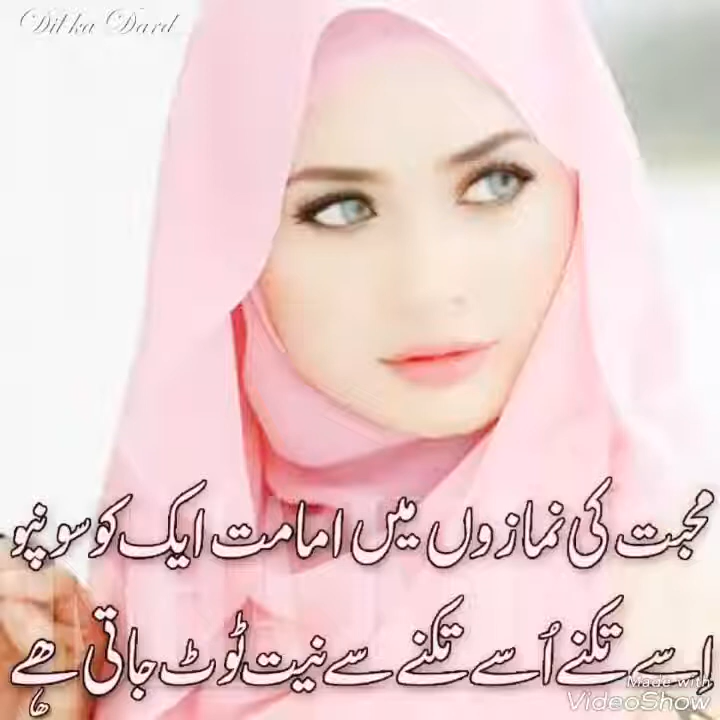 Dil ka Dard
محبت کی نمازوں میں امامت ایک کو سونپو
اِسے تکنے اُسے تکنے سے نیت ٹوٹ جاتی ھے
Made with
VideoShow